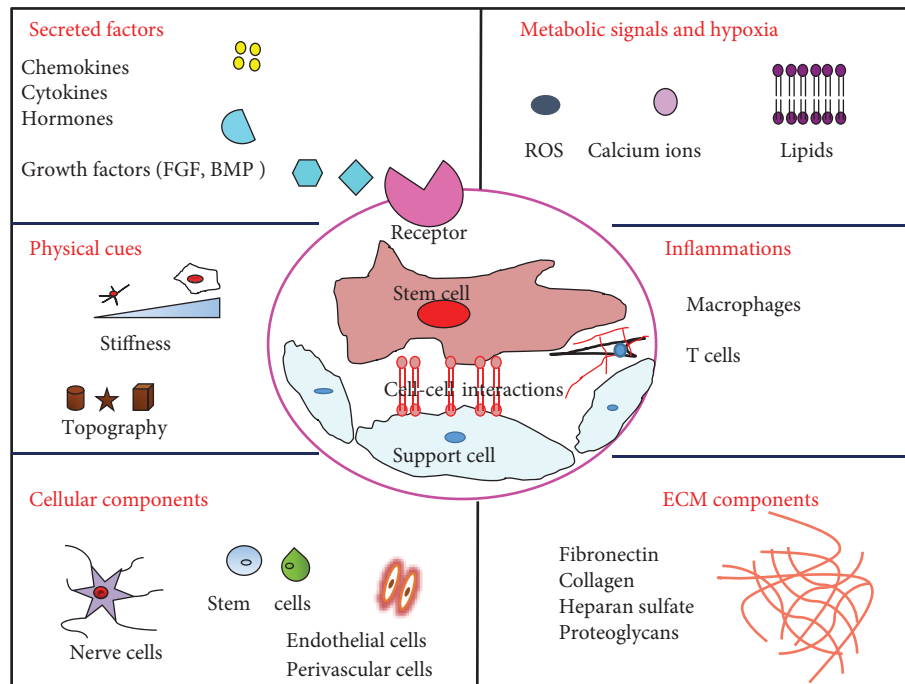 Secreted factors
Chemokines
Cytokines
Hormones
Growth factors (FGF, BMP )
Metabolic signals and hypoxia
ROS
Calcium ions
Lipids
Receptor
Physical cues
Stiffness
Topography
Stem cell
Cell-cell interactions
Support cell
Inflammations
Macrophages
T cells
Cellular components
Nerve cells
Stem cells
Endothelial cells
Perivascular cells
ECM components
Fibronectin
Collagen
Heparan sulfate
Proteoglycans